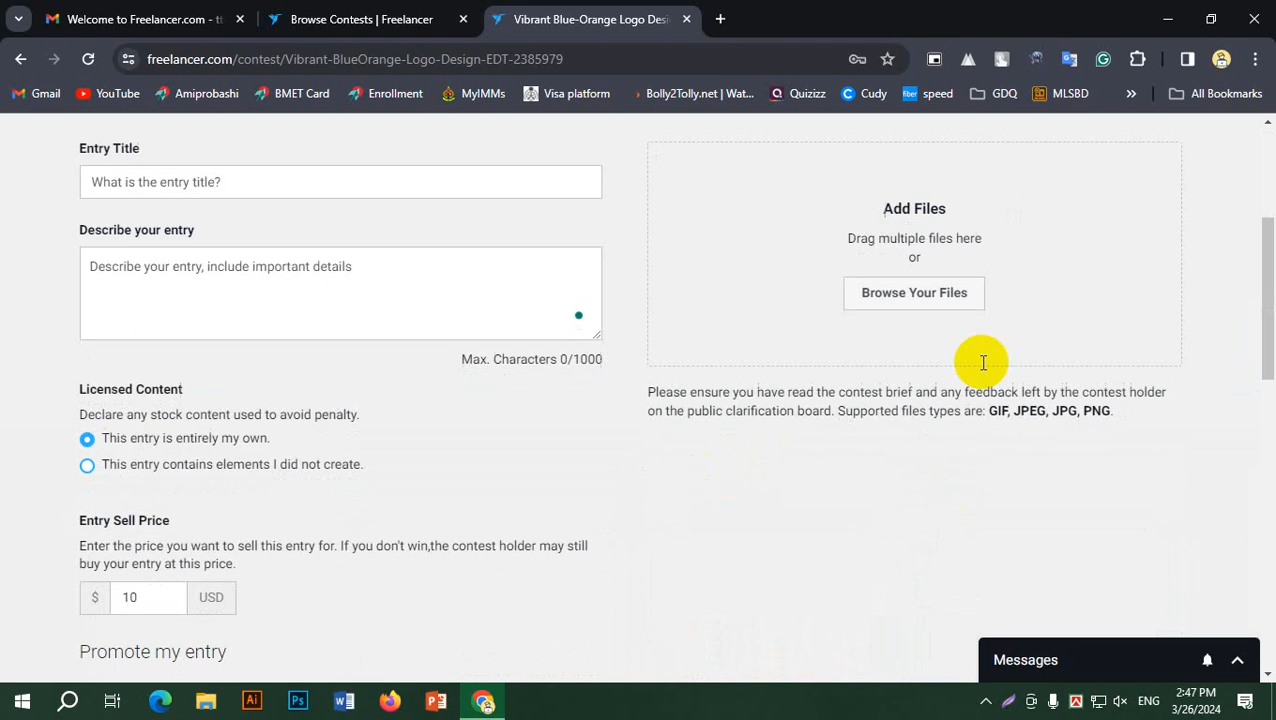 Welcome to Freelancer.com - t
Browse Contests | Freelancer
Vibrant Blue-Orange Logo Desi
freelancer.com/contest/Vibrant-BlueOrange-Logo-Design-EDT-2385979
Gmail
YouTube
Amiprobashi
BMET Card
Enrollment
MyIMMs
Visa platform
Bolly2Tolly.net | Wat...
Quizizz
Cudy
fiber speed
GDQ
MLSBD
All Bookmarks
Entry Title
What is the entry title?
Describe your entry
Describe your entry, include important details
Max. Characters 0/1000
Licensed Content
Declare any stock content used to avoid penalty.
This entry is entirely my own.
This entry contains elements I did not create.
Entry Sell Price
Enter the price you want to sell this entry for. If you don't win,the contest holder may still
buy your entry at this price.
$ 10 USD
Promote my entry
Add Files
Drag multiple files here
or
Browse Your Files
Please ensure you have read the contest brief and any feedback left by the contest holder
on the public clarification board. Supported files types are: GIF, JPEG, JPG, PNG.
Messages
Ai
Ps
ENG
2:47 PM
3/26/2024